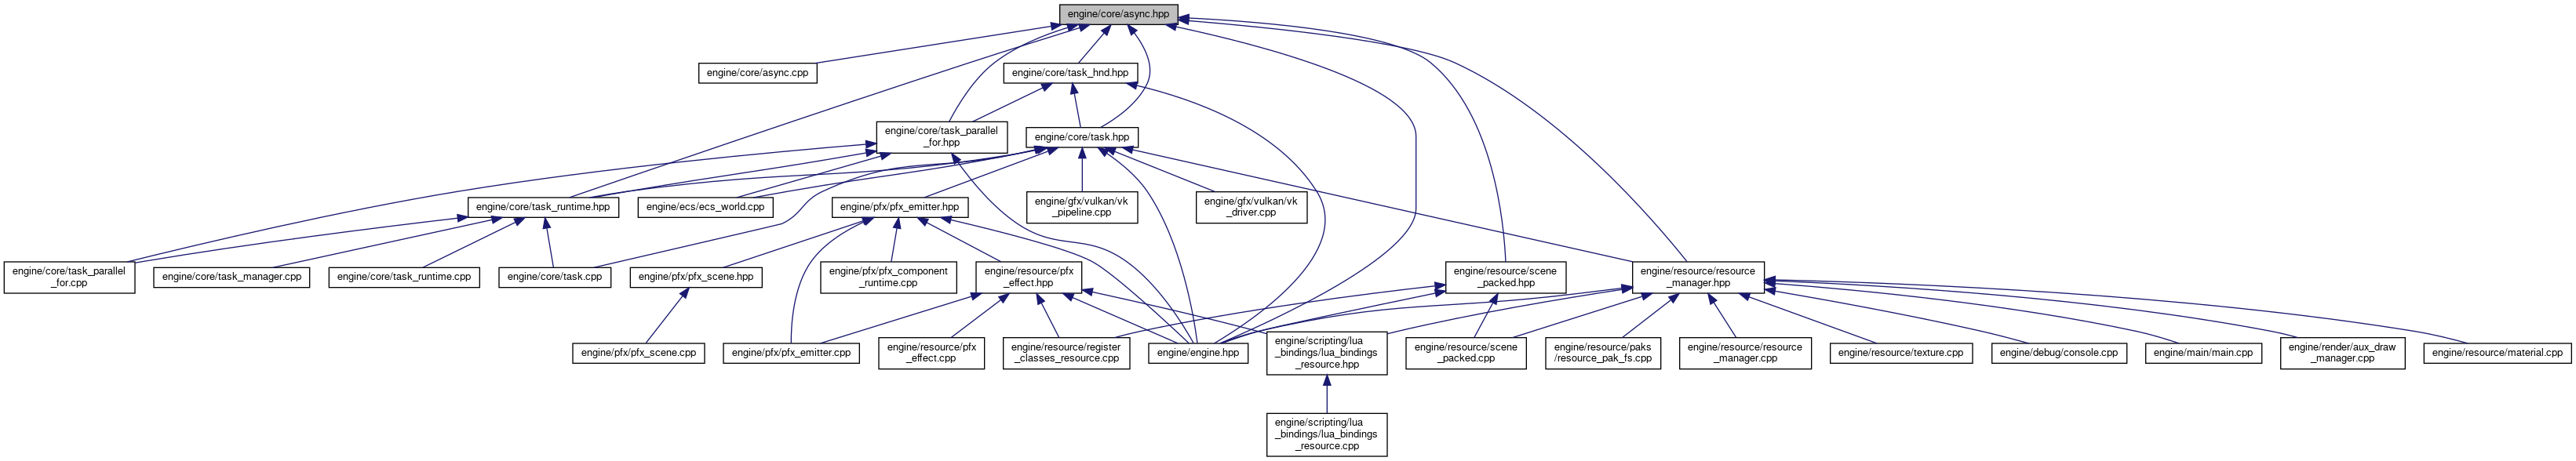 engine/core/async.hpp
engine/core/async.cpp
engine/core/task_hnd.hpp
engine/core/task_parallel
_for.hpp
engine/core/task.hpp
engine/core/task_runtime.hpp
engine/ecs/ecs_world.cpp
engine/pfx/pfx_emitter.hpp
engine/gfx/vulkan/vk
_pipeline.cpp
engine/gfx/vulkan/vk
_driver.cpp
engine/core/task_parallel
_for.cpp
engine/core/task_manager.cpp
engine/core/task_runtime.cpp
engine/core/task.cpp
engine/pfx/pfx_scene.hpp
engine/pfx/pfx_component
_runtime.cpp
engine/resource/pfx
_effect.hpp
engine/resource/scene
_packed.hpp
engine/resource/resource
_manager.hpp
engine/pfx/pfx_scene.cpp
engine/pfx/pfx_emitter.cpp
engine/resource/pfx
_effect.cpp
engine/resource/register
_classes_resource.cpp
engine/engine.hpp
engine/scripting/lua
_bindings/lua_bindings
_resource.hpp
engine/resource/scene
_packed.cpp
engine/resource/paks
/resource_pak_fs.cpp
engine/resource/resource
_manager.cpp
engine/resource/texture.cpp
engine/debug/console.cpp
engine/main/main.cpp
engine/render/aux_draw
_manager.cpp
engine/resource/material.cpp
engine/scripting/lua
_bindings/lua_bindings
_resource.cpp